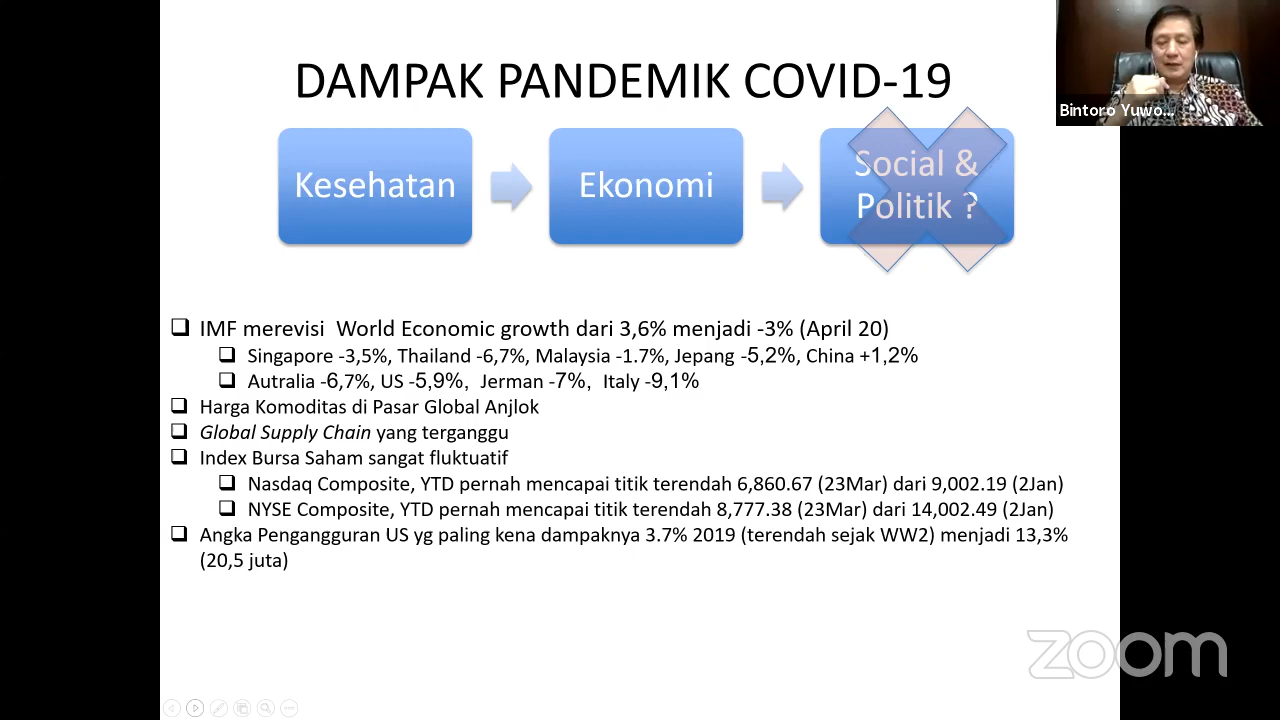 DAMPAK PANDEMIK COVID-19
Kesehatan
Ekonomi
Social &
Politik ?
Bintoro Yuwo...
IMF merevisi World Economic growth dari 3,6% menjadi -3% (April 20)
Singapore -3,5%, Thailand -6,7%, Malaysia -1.7%, Jepang -5,2%, China +1,2%
Autralia -6,7%, US -5,9%, Jerman -7%, Italy -9,1%
Harga Komoditas di Pasar Global Anjlok
Global Supply Chain yang terganggu
Index Bursa Saham sangat fluktuatif
Nasdaq Composite, YTD pernah mencapai titik terendah 6,860.67 (23Mar) dari 9,002.19 (2Jan)
NYSE Composite, YTD pernah mencapai titik terendah 8,777.38 (23Mar) dari 14,002.49 (2Jan)
Angka Pengangguran US yg paling kena dampaknya 3.7% 2019 (terendah sejak WW2) menjadi 13,3%
(20,5 juta)
zoom